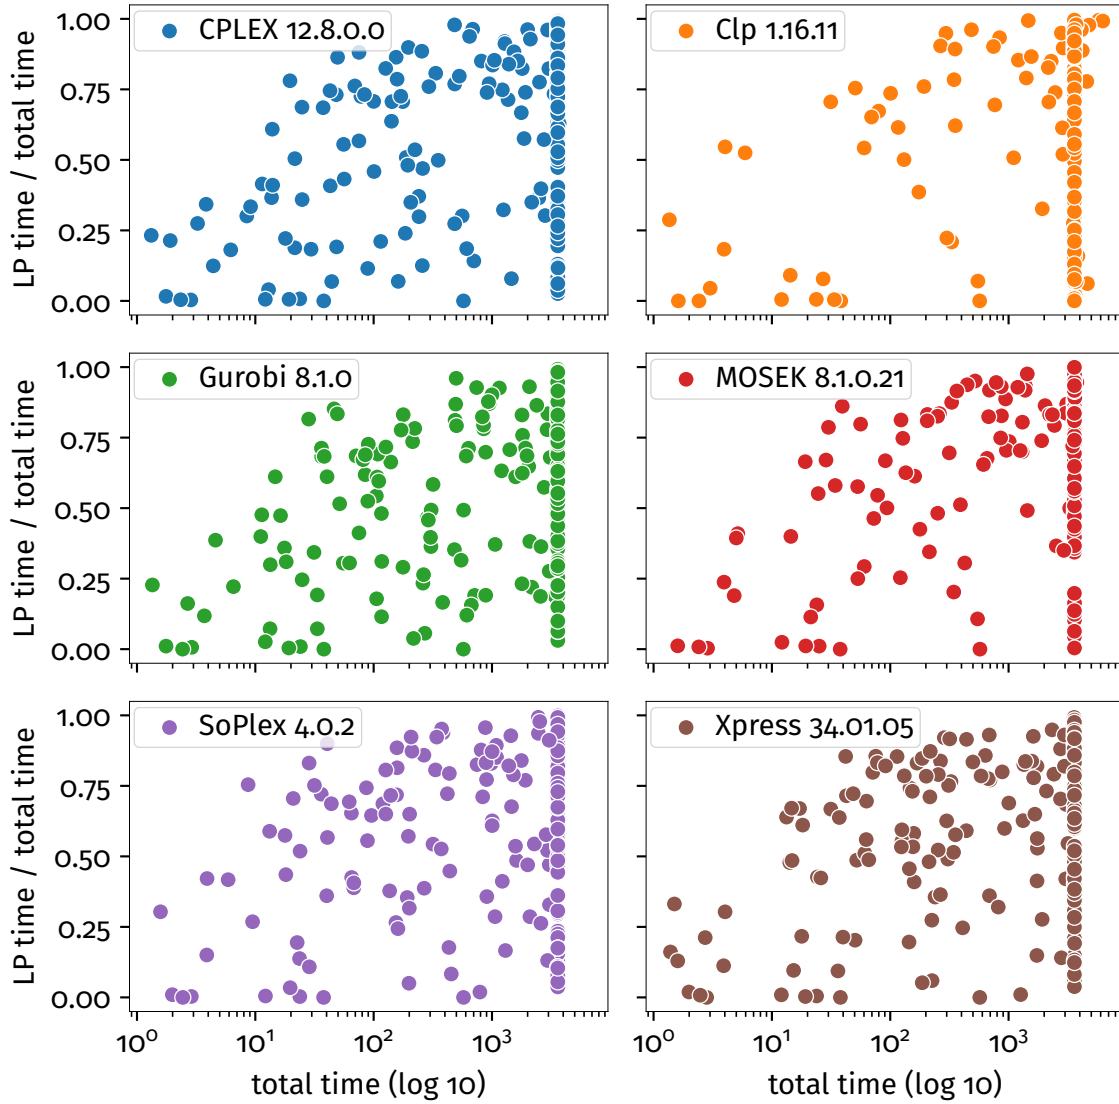 CPLEX 12.8.0.0
Clp 1.16.11
LP time / total time
1.00
0.75
0.50
0.25
0.00
Gurobi 8.1.0
MOSEK 8.1.0.21
LP time / total time
1.00
0.75
0.50
0.25
0.00
SoPlex 4.0.2
Xpress 34.01.05
LP time / total time
1.00
0.75
0.50
0.25
0.00
10⁰ 10¹ 10² 10³
10⁰ 10¹ 10² 10³
total time (log 10)
total time (log 10)